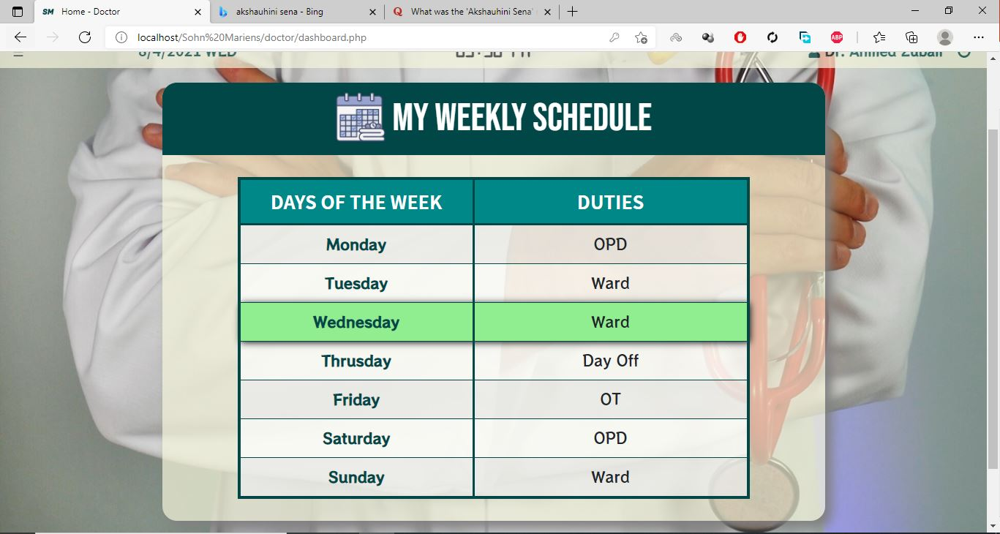 SM Home - Doctor
akshauhini sena - Bing
What was the 'Akshauhini Sena'
localhost/Sohn%20Mariens/doctor/dashboard.php
ABP
8/4/2021 WED
Dr. Ahmed Zubair
MY WEEKLY SCHEDULE
DAYS OF THE WEEK DUTIES
Monday OPD
Tuesday Ward
Wednesday Ward
Thrusday Day Off
Friday OT
Saturday OPD
Sunday Ward